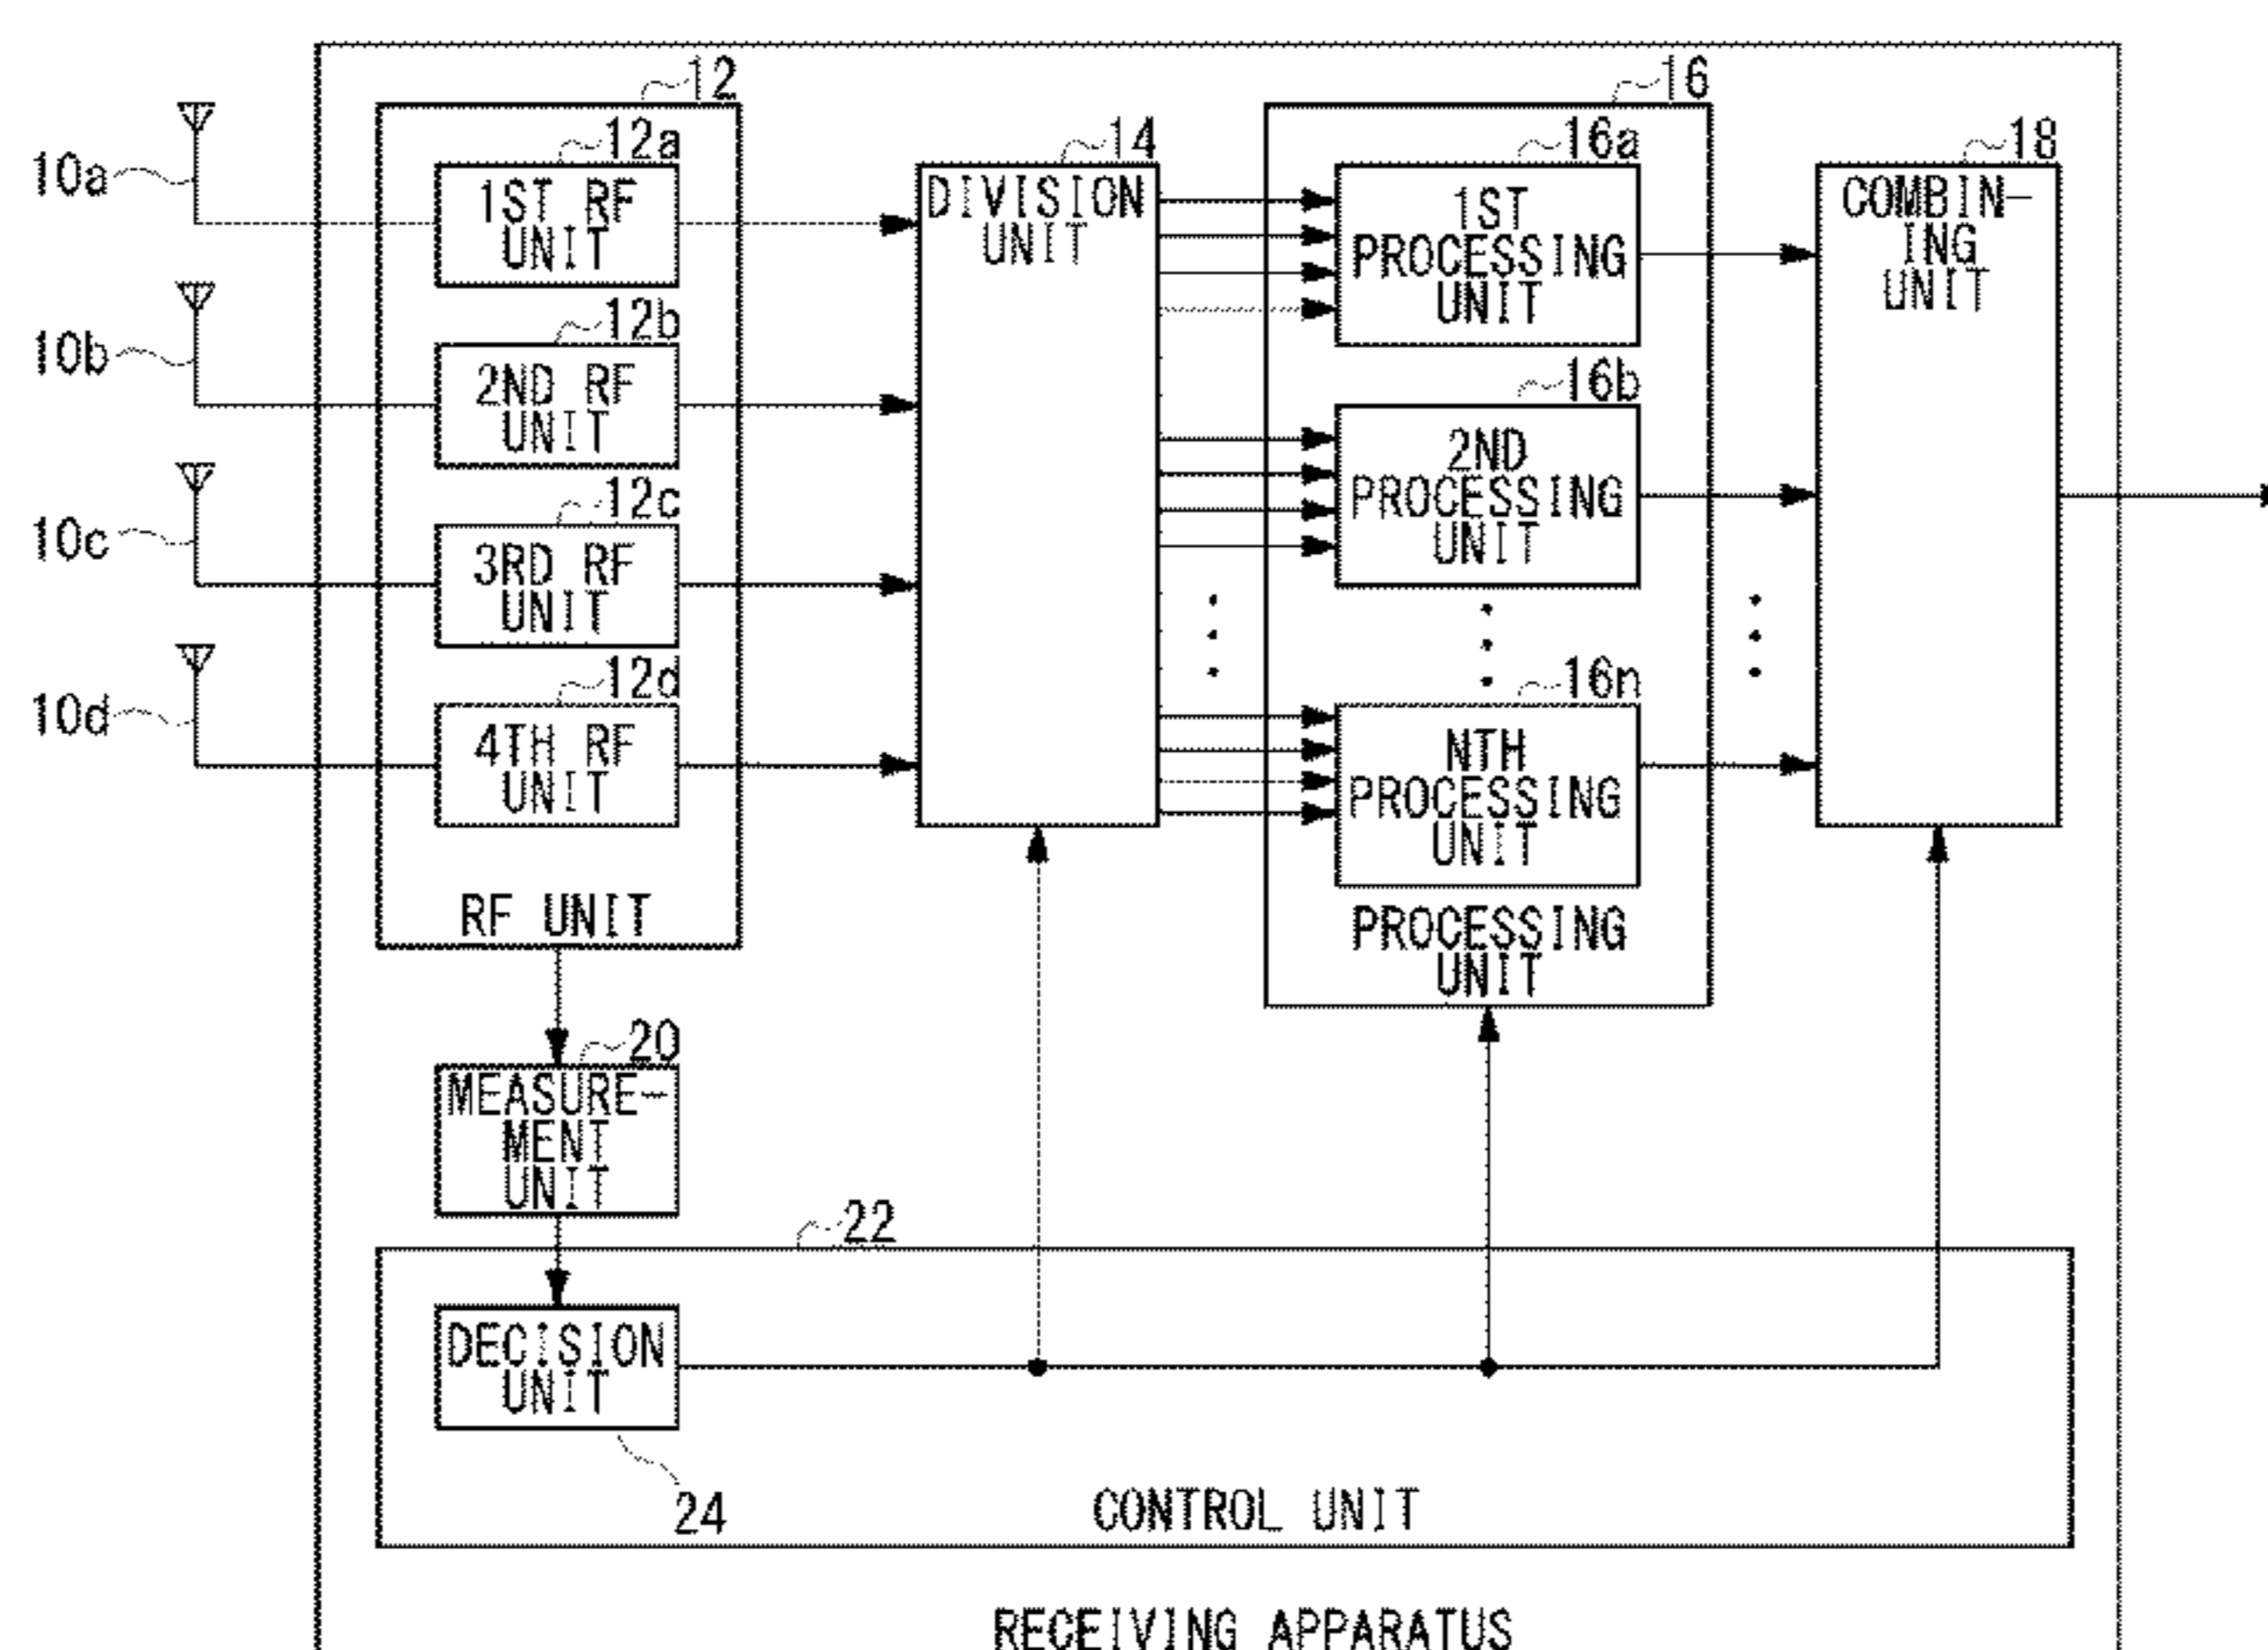 12
12a
10a
1ST RF
UNIT
12b
10b
2ND RF
UNIT
12c
10c
3RD RF
UNIT
12d
10d
4TH RF
UNIT
RF UNIT
14
DIVISION
UNIT
16
16a
1ST
PROCESSING
UNIT
16b
2ND
PROCESSING
UNIT
16n
NTH
PROCESSING
UNIT
PROCESSING
UNIT
18
COMBIN-
ING
UNIT
20
MEASURE-
MENT
UNIT
22
DECISION
UNIT
24
CONTROL UNIT
RECEIVING APPARATUS